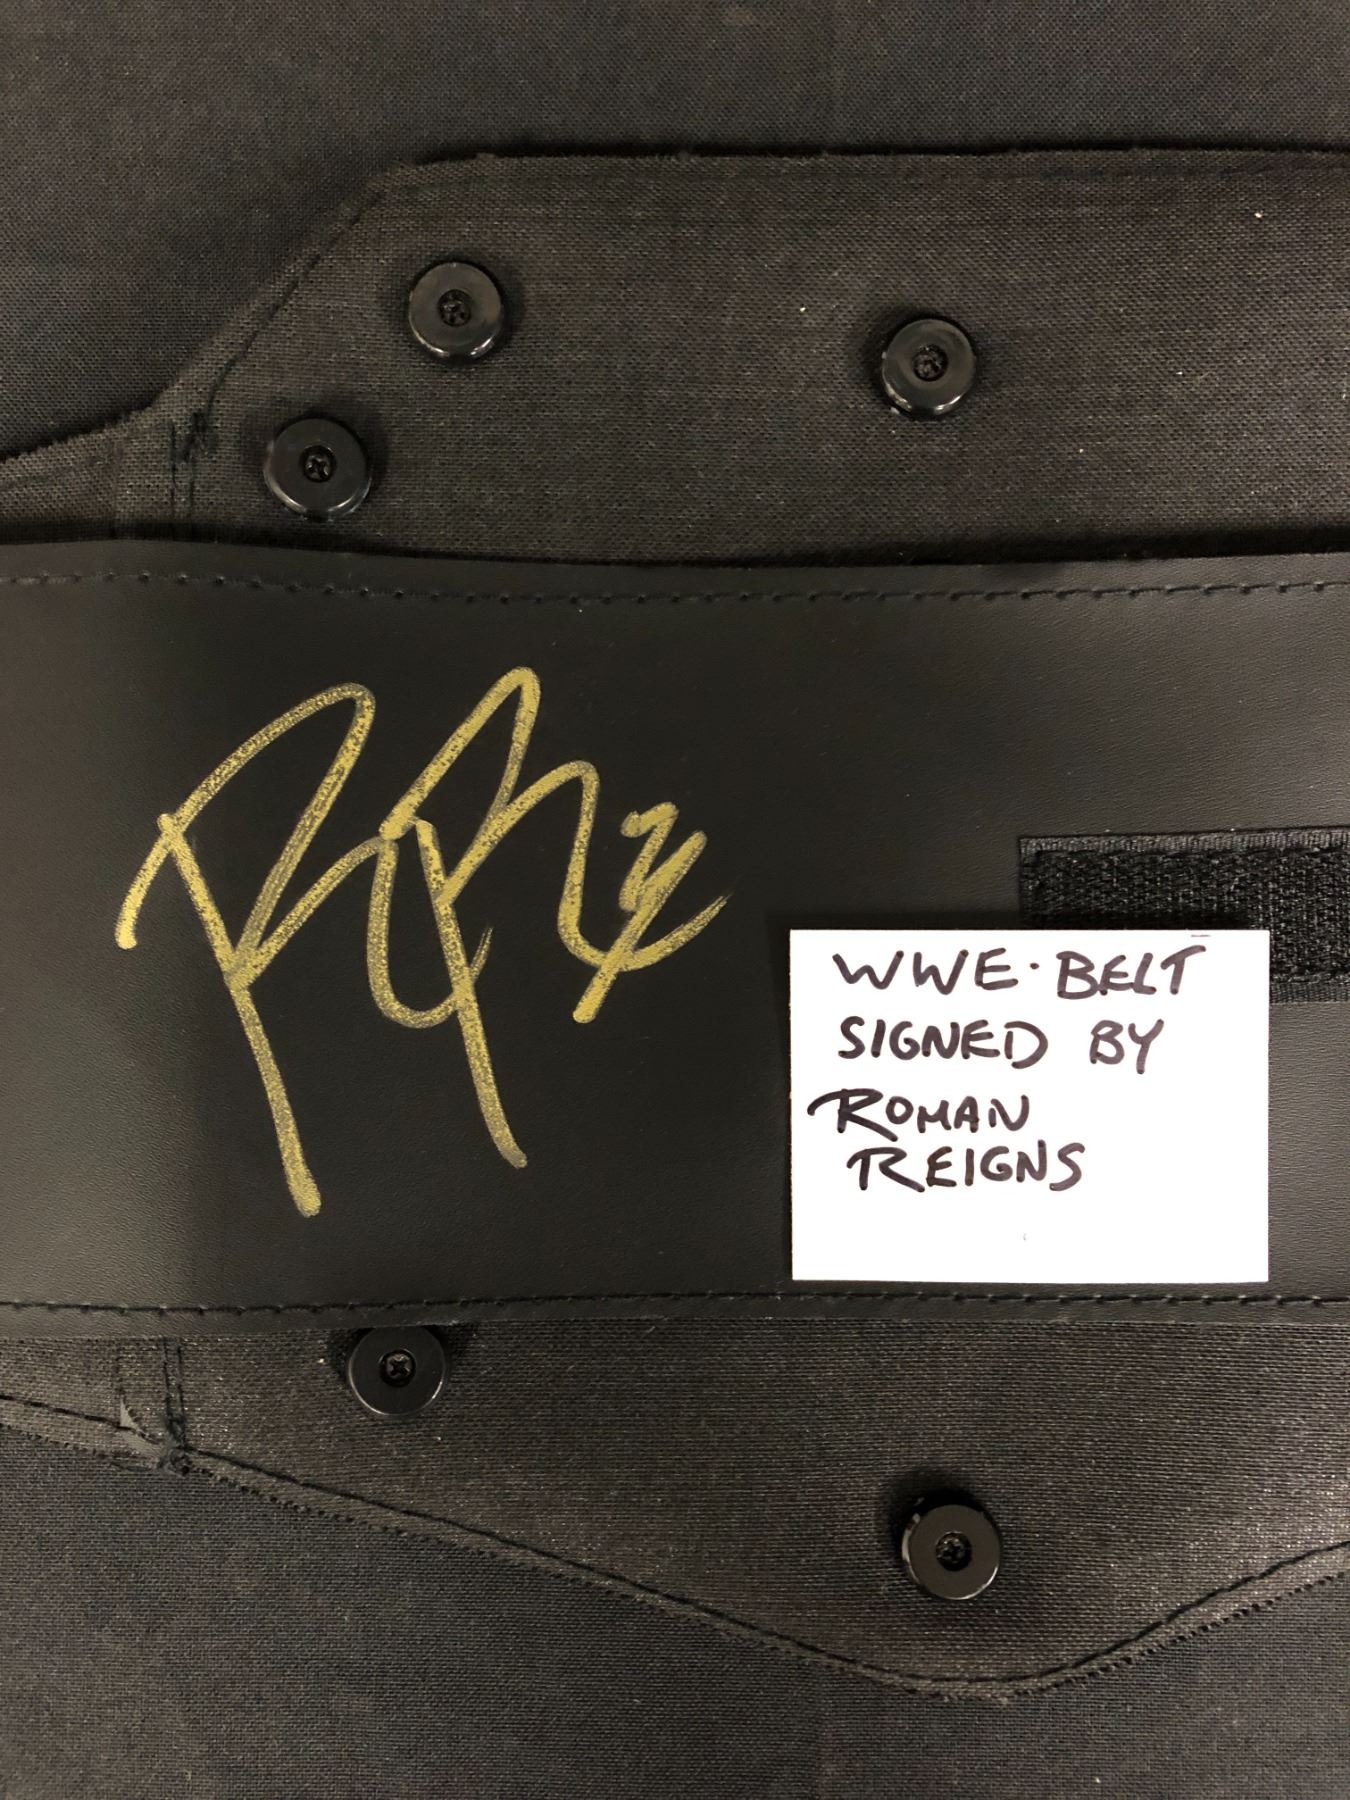 WWE · BELT
SIGNED BY
ROMAN
REIGNS